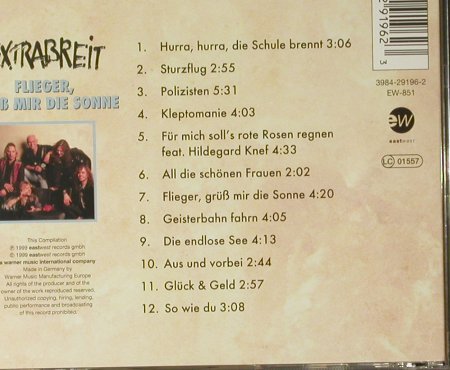 EXTRABREIT
FLIEGER,
MIR DIE SONNE
1. Hurra, hurra, die Schule brennt 3:06
2. Sturzflug 2:55
3. Polizisten 5:31
4. Kleptomanie 4:03
5. Für mich soll's rote Rosen regnen
feat. Hildegard Knef 4:33
6. All die schönen Frauen 2:02
7. Flieger, grüß mir die Sonne 4:20
8. Geisterbahn fahrn 4:05
9. Die endlose See 4:13
10. Aus und vorbei 2:44
11. Glück & Geld 2:57
12. So wie du 3:08
This Compilation
℗ 1999 eastwest records gmbh
© 1999 eastwest records gmbh
a warner music international company
Made in Germany by
Warner Music Manufacturing Europe
All rights of the producer and of the
owner of the work reproduced reserved.
Unauthorized copying, hiring, lending,
public performance and broadcasting
of this record prohibited.
91962
3
3984-29196-2
EW-851
ew
eastwest
LC 01557